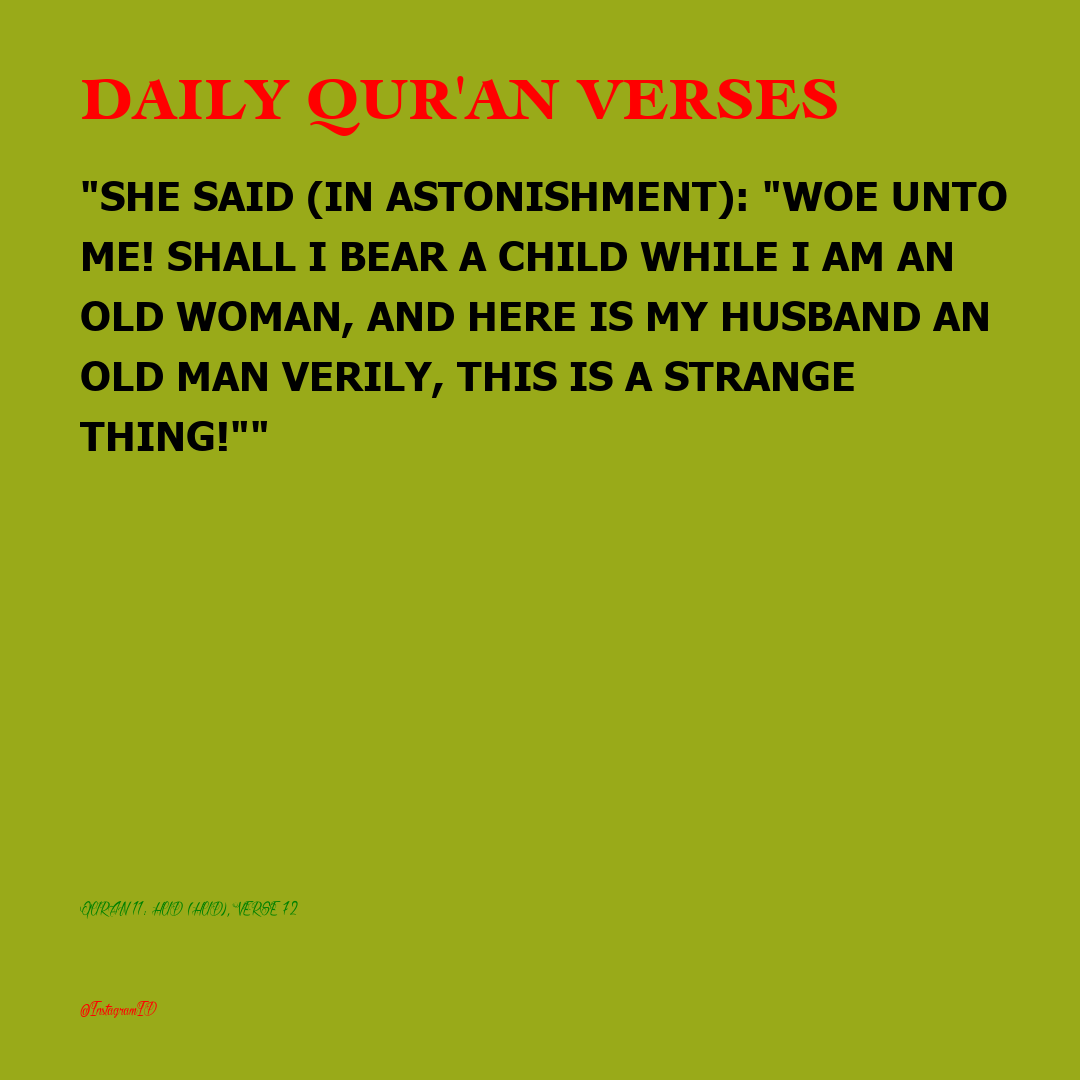 DAILY QUR'AN VERSES
"SHE SAID (IN ASTONISHMENT): "WOE UNTO
ME! SHALL I BEAR A CHILD WHILE I AM AN
OLD WOMAN, AND HERE IS MY HUSBAND AN
OLD MAN VERILY, THIS IS A STRANGE
THING!""
QURAN 11: HUD (HUD), VERSE 72
@InstagramID